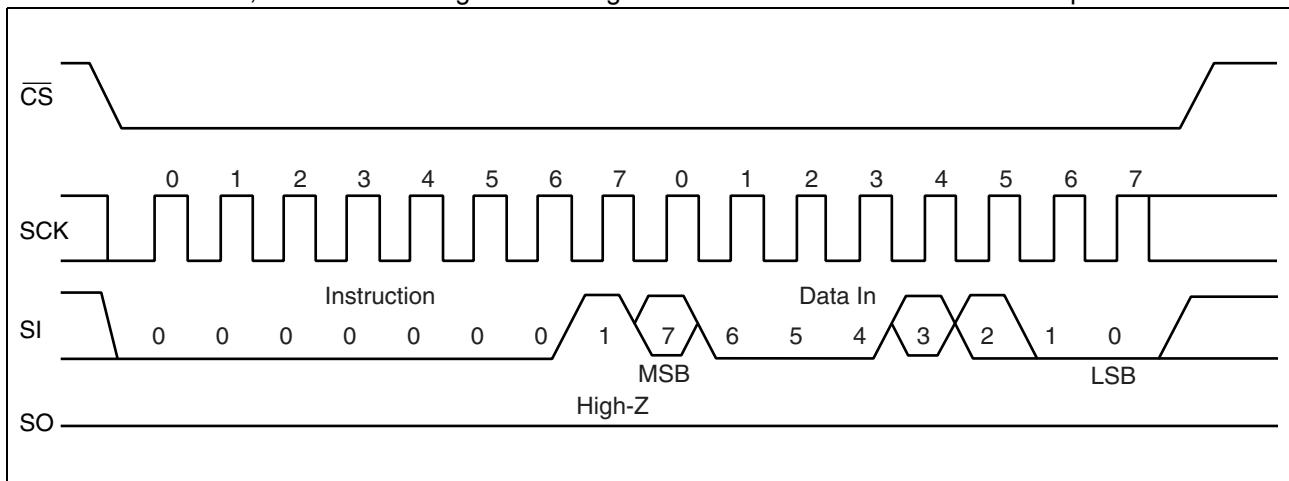 CS
0 1 2 3 4 5 6 7 0 1 2 3 4 5 6 7
SCK
Instruction Data In
SI 0 0 0 0 0 0 0 1 7 6 5 4 3 2 1 0
MSB LSB
High-Z
SO